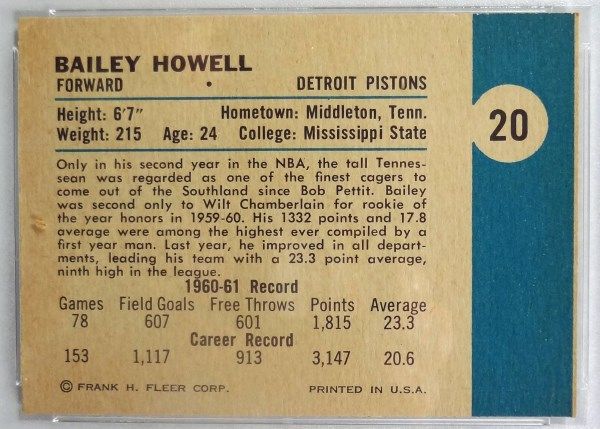 BAILEY HOWELL
FORWARD • DETROIT PISTONS
Height: 6'7" Hometown: Middleton, Tenn.
Weight: 215 Age: 24 College: Mississippi State
20
Only in his second year in the NBA, the tall Tennes-
sean was regarded as one of the finest cagers to
come out of the Southland since Bob Pettit. Bailey
was second only to Wilt Chamberlain for rookie of
the year honors in 1959-60. His 1332 points and 17.8
average were among the highest ever compiled by a
first year man. Last year, he improved in all depart-
ments, leading his team with a 23.3 point average,
ninth high in the league.
1960-61 Record
Games Field Goals Free Throws Points Average
78 607 601 1,815 23.3
Career Record
153 1,117 913 3,147 20.6
© FRANK H. FLEER CORP. PRINTED IN U.S.A.